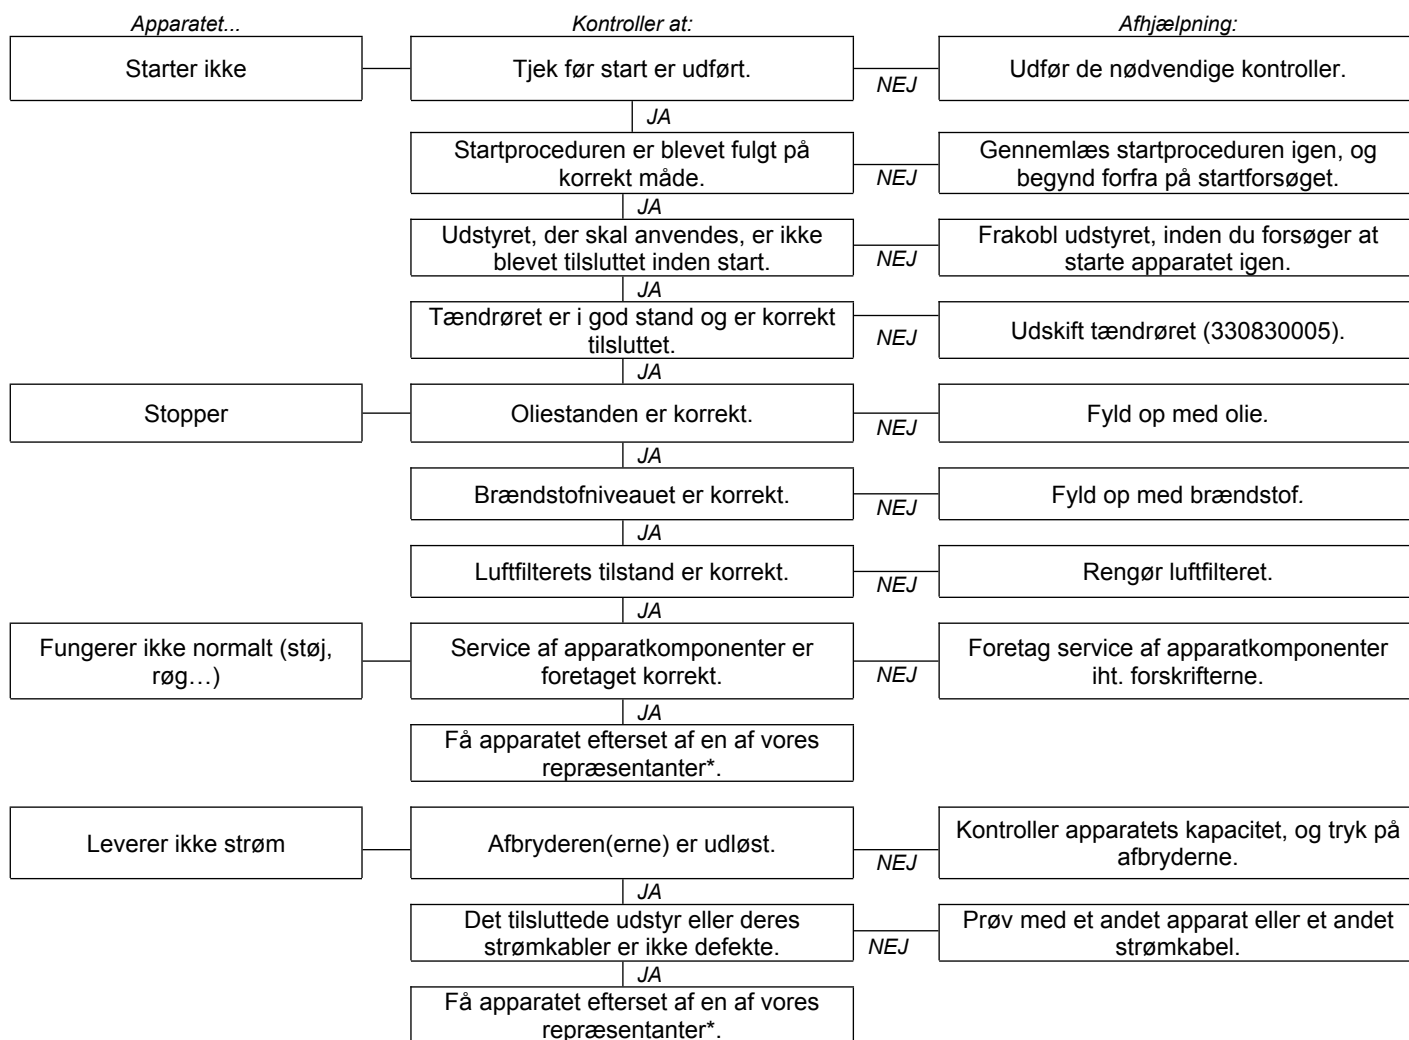 Apparatet...
Kontroller at:
Afhjælpning:
Starter ikke
Tjek før start er udført.
NEJ
Udfør de nødvendige kontroller.
JA
Startproceduren er blevet fulgt på
korrekt måde.
NEJ
Gennemlæs startproceduren igen, og
begynd forfra på startforsøget.
JA
Udstyret, der skal anvendes, er ikke
blevet tilsluttet inden start.
NEJ
Frakobl udstyret, inden du forsøger at
starte apparatet igen.
JA
Tændrøret er i god stand og er korrekt
tilsluttet.
NEJ
Udskift tændrøret (330830005).
JA
Stopper
Oliestanden er korrekt.
NEJ
Fyld op med olie.
JA
Brændstofniveauet er korrekt.
NEJ
Fyld op med brændstof.
JA
Luftfilterets tilstand er korrekt.
NEJ
Rengør luftfilteret.
JA
Fungerer ikke normalt (støj,
røg…)
Service af apparatkomponenter er
foretaget korrekt.
NEJ
Foretag service af apparatkomponenter
iht. forskrifterne.
JA
Få apparatet efterset af en af vores
repræsentanter*.
Leverer ikke strøm
Afbryderen(erne) er udløst.
NEJ
Kontroller apparatets kapacitet, og tryk på
afbryderne.
JA
Det tilsluttede udstyr eller deres
strømkabler er ikke defekte.
NEJ
Prøv med et andet apparat eller et andet
strømkabel.
JA
Få apparatet efterset af en af vores
repræsentanter*.